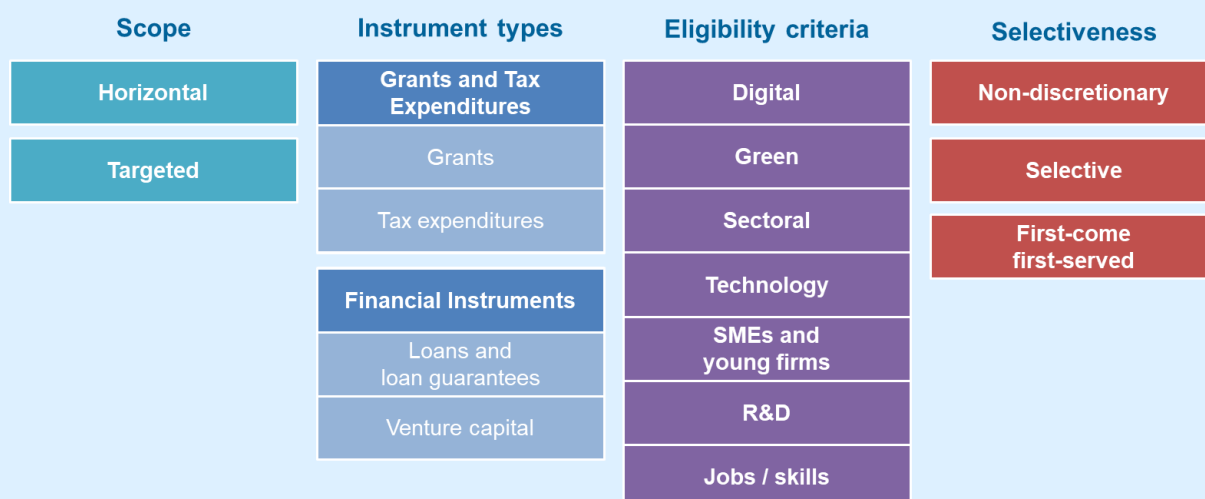 Scope
Horizontal
Targeted
Instrument types
Grants and Tax
Expenditures
Grants
Tax expenditures
Financial Instruments
Loans and
loan guarantees
Venture capital
Eligibility criteria
Digital
Green
Sectoral
Technology
SMEs and
young firms
R&D
Jobs / skills
Selectiveness
Non-discretionary
Selective
First-come
first-served